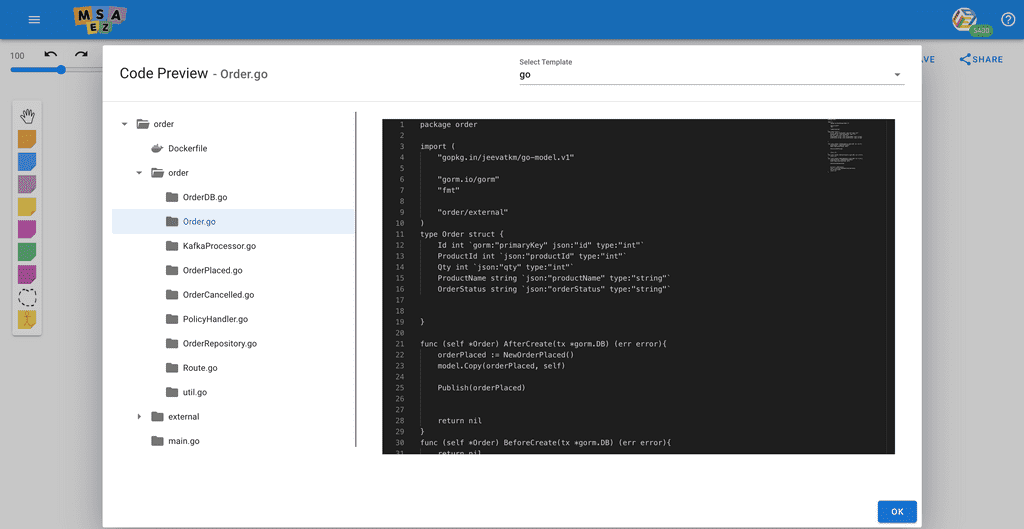 MSA
EZ
5400
?
100
AVE
SHARE
Code Preview - Order.go
Select Template
go
order
Dockerfile
order
OrderDB.go
Order.go
KafkaProcessor.go
OrderPlaced.go
OrderCancelled.go
PolicyHandler.go
OrderRepository.go
Route.go
util.go
external
main.go
1 package order
2
3 import (
4 "gopkg.in/jeevatkm/go-model.v1"
5
6 "gorm.io/gorm"
7 "fmt"
8
9 "order/external"
10 )
11 type Order struct {
12 Id int `gorm:"primaryKey" json:"id" type:"int"`
13 ProductId int `json:"productId" type:"int"`
14 Qty int `json:"qty" type:"int"`
15 ProductName string `json:"productName" type:"string"`
16 OrderStatus string `json:"orderStatus" type:"string"`
17
18
19 }
20
21 func (self *Order) AfterCreate(tx *gorm.DB) (err error){
22 orderPlaced := NewOrderPlaced()
23 model.Copy(orderPlaced, self)
24
25 Publish(orderPlaced)
26
27
28 return nil
29 }
30 func (self *Order) BeforeCreate(tx *gorm.DB) (err error){
31 return nil
OK